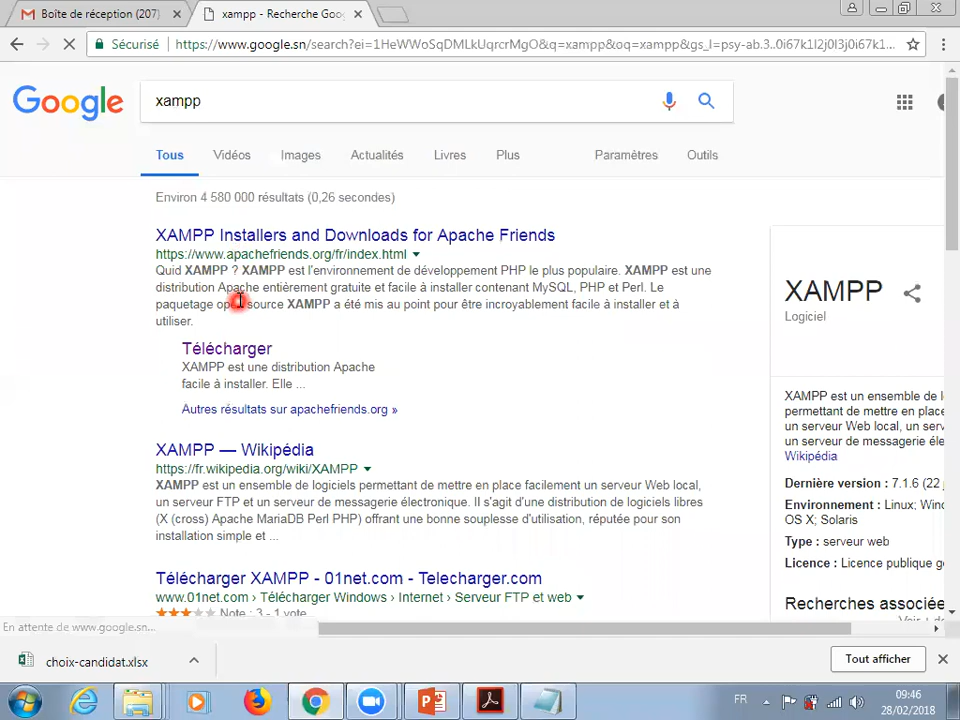 Boîte de réception (207)
xampp - Recherche Goo
Sécurisé
https://www.google.sn/search?ei=1HeWWoSqDMLkUqrcrMgO&q=xampp&oq=xampp&gs_l=psy-ab.3..0i67k1l2j0l3j0i67k1...
Google
xampp
Tous Vidéos Images Actualités Livres Plus Paramètres Outils
Environ 4 580 000 résultats (0,26 secondes)
XAMPP Installers and Downloads for Apache Friends
https://www.apachefriends.org/fr/index.html
Quid XAMPP ? XAMPP est l'environnement de développement PHP le plus populaire. XAMPP est une
distribution Apache entièrement gratuite et facile à installer contenant MySQL, PHP et Perl. Le
paquetage open source XAMPP a été mis au point pour être incroyablement facile à installer et à
utiliser.
Télécharger
XAMPP est une distribution Apache
facile à installer. Elle ...
Autres résultats sur apachefriends.org »
XAMPP — Wikipédia
https://fr.wikipedia.org/wiki/XAMPP
XAMPP est un ensemble de logiciels permettant de mettre en place facilement un serveur Web local,
un serveur FTP et un serveur de messagerie électronique. Il s'agit d'une distribution de logiciels libres
(X (cross) Apache MariaDB Perl PHP) offrant une bonne souplesse d'utilisation, réputée pour son
installation simple et ...
Télécharger XAMPP - 01net.com - Telecharger.com
www.01net.com › Télécharger Windows › Internet › Serveur FTP et web
Note : 3 - 1 vote
XAMPP
Logiciel
XAMPP est un ensemble de l
permettant de mettre en place
un serveur Web local, un serv
un serveur de messagerie éle
Wikipédia
Dernière version : 7.1.6 (22 j
Environnement : Linux; Wind
OS X; Solaris
Type : serveur web
Licence : Licence publique g
Recherches associée
En attente de www.google.sn...
choix-candidat.xlsx
Tout afficher
FR
09:46
28/02/2018